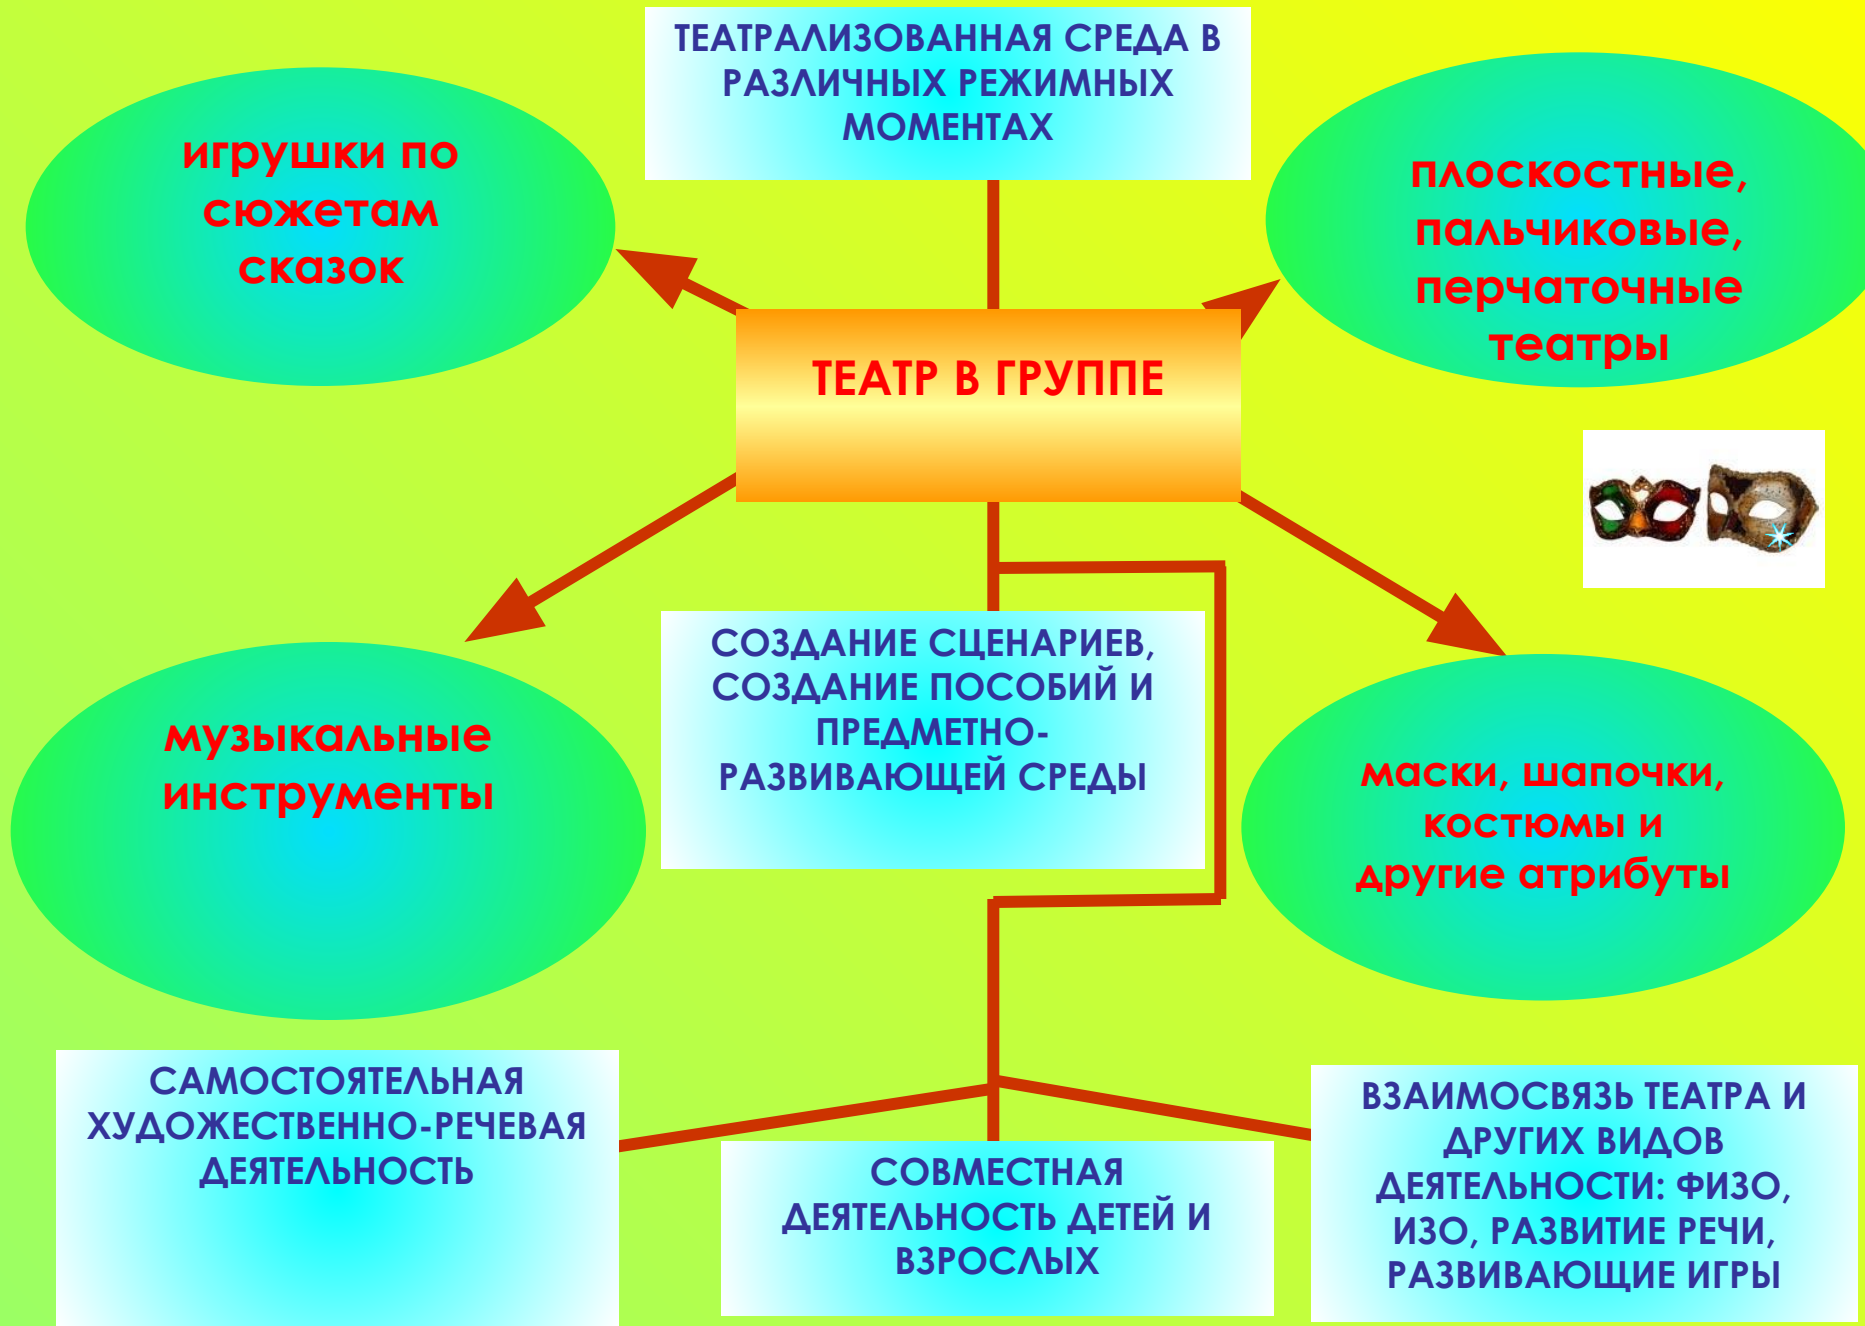 ТЕАТРАЛИЗОВАННАЯ СРЕДА В
РАЗЛИЧНЫХ РЕЖИМНЫХ
МОМЕНТАХ
игрушки по
сюжетам
сказок
плоскостные,
пальчиковые,
перчаточные
театры
ТЕАТР В ГРУППЕ
СОЗДАНИЕ СЦЕНАРИЕВ,
СОЗДАНИЕ ПОСОБИЙ И
ПРЕДМЕТНО-
РАЗВИВАЮЩЕЙ СРЕДЫ
музыкальные
инструменты
маски, шапочки,
костюмы и
другие атрибуты
САМОСТОЯТЕЛЬНАЯ
ХУДОЖЕСТВЕННО-РЕЧЕВАЯ
ДЕЯТЕЛЬНОСТЬ
СОВМЕСТНАЯ
ДЕЯТЕЛЬНОСТЬ ДЕТЕЙ И
ВЗРОСЛЫХ
ВЗАИМОСВЯЗЬ ТЕАТРА И
ДРУГИХ ВИДОВ
ДЕЯТЕЛЬНОСТИ: ФИЗО,
ИЗО, РАЗВИТИЕ РЕЧИ,
РАЗВИВАЮЩИЕ ИГРЫ